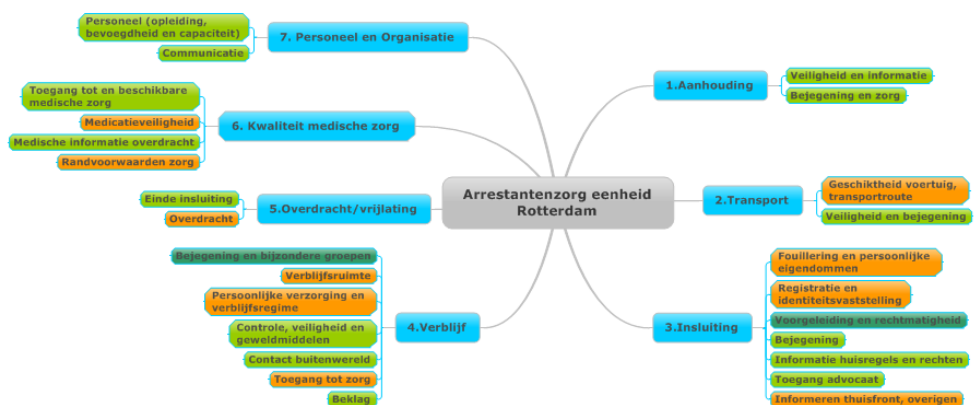 Arrestantenzorg eenheid
Rotterdam
1.Aanhouding
Veiligheid en informatie
Bejegening en zorg
2.Transport
Geschiktheid voertuig,
transportroute
Veiligheid en bejegening
3.Insluiting
Fouillering en persoonlijke
eigendommen
Registratie en
identiteitsvaststelling
Voorgeleiding en rechtmatigheid
Bejegening
Informatie huisregels en rechten
Toegang advocaat
Informeren thuisfront, overigen
4.Verblijf
Bejegening en bijzondere groepen
Verblijfsruimte
Persoonlijke verzorging en
verblijfsregime
Controle, veiligheid en
geweldmiddelen
Contact buitenwereld
Toegang tot zorg
Beklag
5.Overdracht/vrijlating
Einde insluiting
Overdracht
6. Kwaliteit medische zorg
Toegang tot en beschikbare
medische zorg
Medicatieveiligheid
Medische informatie overdracht
Randvoorwaarden zorg
7. Personeel en Organisatie
Personeel (opleiding,
bevoegdheid en capaciteit)
Communicatie